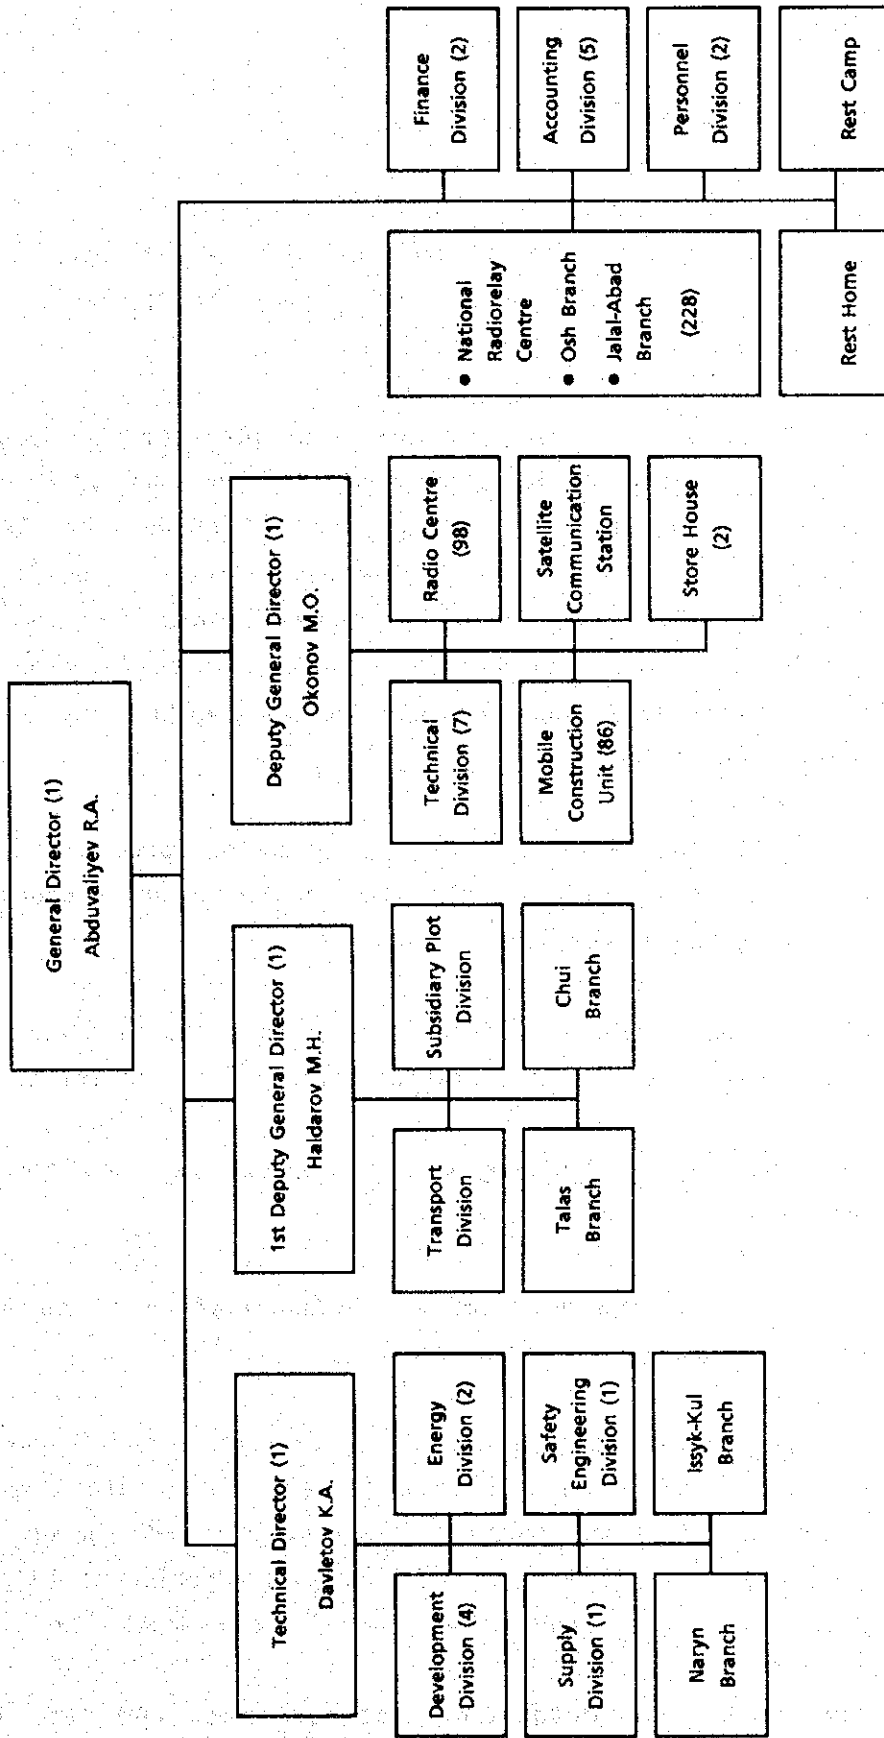 General Director (1)
Abduvaliyev R.A.
Technical Director (1)
Davletov K.A.
1st Deputy General Director (1)
Haldarov M.H.
Deputy General Director (1)
Okonov M.O.
Development
Division (4)
Energy
Division (2)
Supply
Division (1)
Safety
Engineering
Division (1)
Naryn
Branch
Issyk-Kul
Branch
Transport
Division
Subsidiary Plot
Division
Talas
Branch
Chui
Branch
Technical
Division (7)
Radio Centre
(98)
Mobile
Construction
Unit (86)
Satellite
Communication
Station
Store House
(2)
● National
Radiorelay
Centre
● Osh Branch
● Jalal-Abad
Branch
(228)
Finance
Division (2)
Accounting
Division (5)
Personnel
Division (2)
Rest Home
Rest Camp